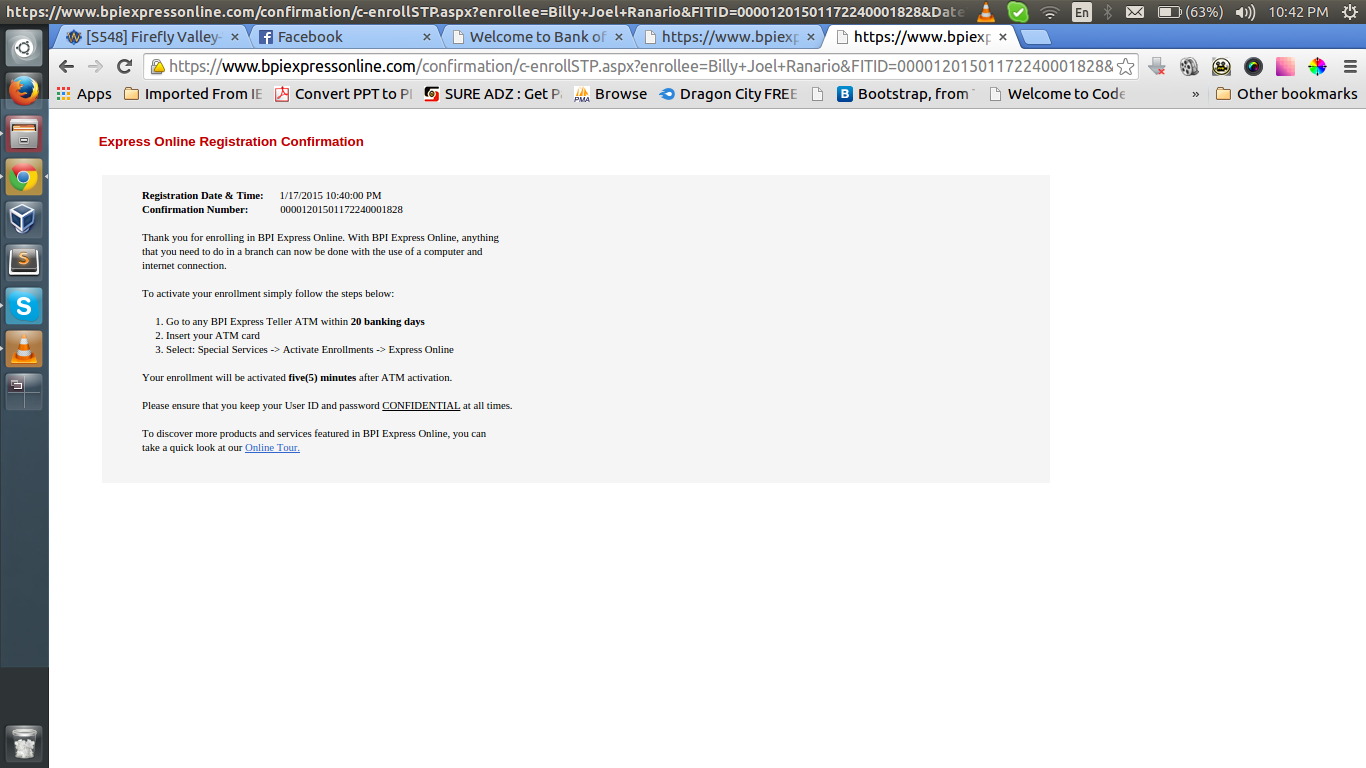 https://www.bpiexpressonline.com/confirmation/c-enrollSTP.aspx?enrollee=Billy+Joel+Ranario&FITID=00001201501172240001828&Date
En
(63%)
10:42 PM
[S548] Firefly Valley-
Facebook
Welcome to Bank of
https://www.bpiexp
https://www.bpiexp
https://www.bpiexpressonline.com/confirmation/c-enrollSTP.aspx?enrollee=Billy+Joel+Ranario&FITID=00001201501172240001828&
Apps
Imported From IE
Convert PPT to P
SURE ADZ : Get P
PMA
Browse
Dragon City FREE
B
Bootstrap, from
Welcome to Code
»
Other bookmarks
Express Online Registration Confirmation
Registration Date & Time: 1/17/2015 10:40:00 PM
Confirmation Number: 00001201501172240001828
Thank you for enrolling in BPI Express Online. With BPI Express Online, anything
that you need to do in a branch can now be done with the use of a computer and
internet connection.
To activate your enrollment simply follow the steps below:
1. Go to any BPI Express Teller ATM within 20 banking days
2. Insert your ATM card
3. Select: Special Services -> Activate Enrollments -> Express Online
Your enrollment will be activated five(5) minutes after ATM activation.
Please ensure that you keep your User ID and password CONFIDENTIAL at all times.
To discover more products and services featured in BPI Express Online, you can
take a quick look at our Online Tour.